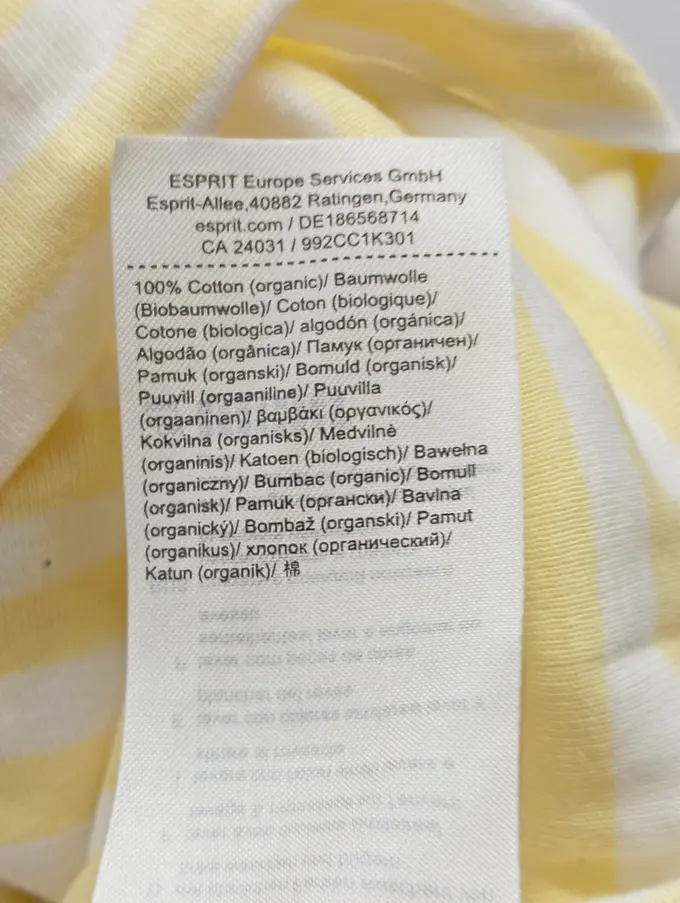 ESPRIT Europe Services GmbH
Esprit-Allee,40882 Ratingen,Germany
esprit.com / DE186568714
CA 24031 / 992CC1K301
100% Cotton (organic)/ Baumwolle
(Biobaumwolle)/ Coton (biologique)/
Cotone (biologica)/ algodón (orgánica)/
Algodão (orgânica)/ Памук (органичен)/
Pamuk (organski)/ Bomuld (organisk)/
Puuvill (orgaaniline)/ Puuvilla
(orgaaninen)/ βαμβάκι (οργανικός)/
Kokvilna (organisks)/ Medvilnė
(organinis)/ Katoen (biologisch)/ Bawełna
(organiczny)/ Bumbac (organic)/ Bomull
(organisk)/ Pamuk (органски)/ Bavlna
(organický)/ Bombaž (organski)/ Pamut
(organikus)/ хлопок (органический)/
Katun (organik)/ 棉